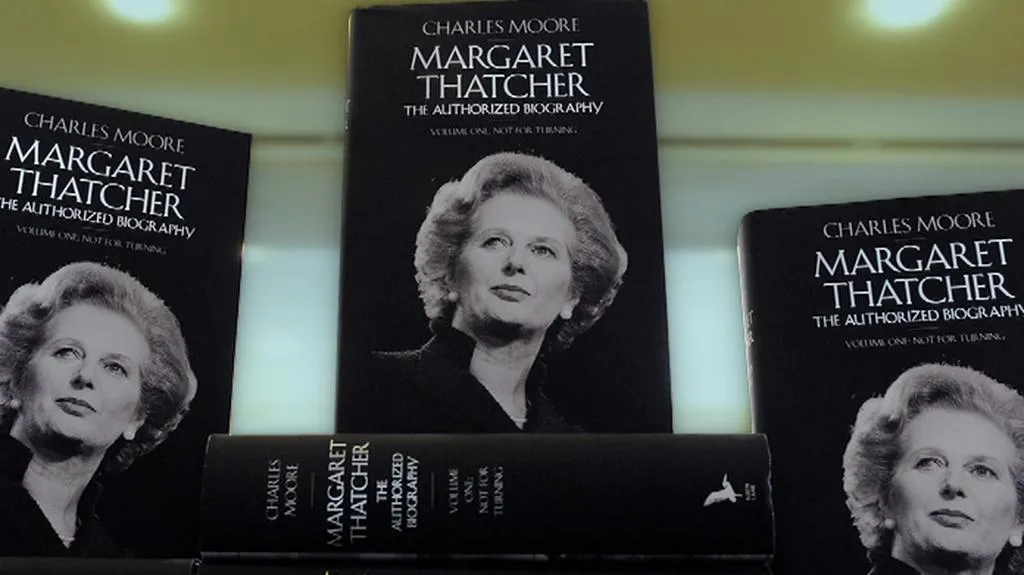 CHARLES MOORE
MARGARET
THATCHER
THE AUTHORIZED BIOGRAPHY
VOLUME ONE: NOT FOR TURNING
CHARLES MOORE
MARGARET
THATCHER
THE AUTHORIZED BIOGRAPHY
VOLUME ONE: NOT FOR TURNING
CHARLES MOORE
MARGARET
THATCHER
THE AUTHORIZED BIOGRAPHY
VOLUME ONE: NOT FOR TURNING
CHARLES
MOORE
MARGARET
THATCHER
THE
AUTHORIZED
BIOGRAPHY
VOLUME
ONE:
NOT FOR
TURNING